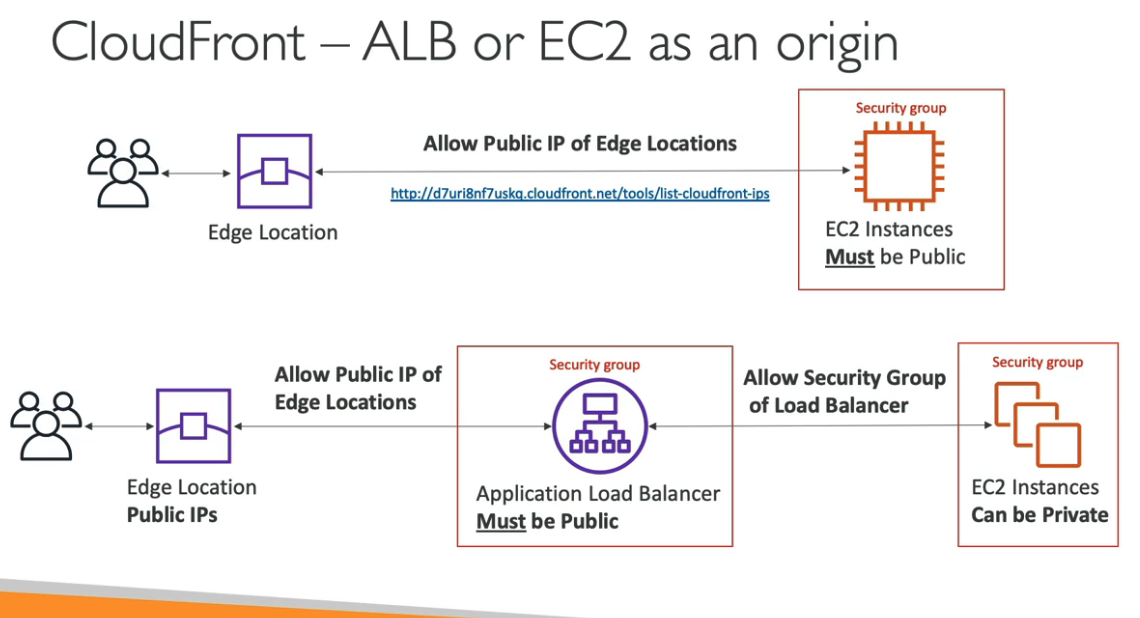 CloudFront – ALB or EC2 as an origin
Security group
Allow Public IP of Edge Locations
http://d7uri8nf7uskq.cloudfront.net/tools/list-cloudfront-ips
Edge Location
EC2 Instances
Must be Public
Allow Public IP of
Edge Locations
Security group
Allow Security Group
of Load Balancer
Security group
Edge Location
Public IPs
Application Load Balancer
Must be Public
EC2 Instances
Can be Private